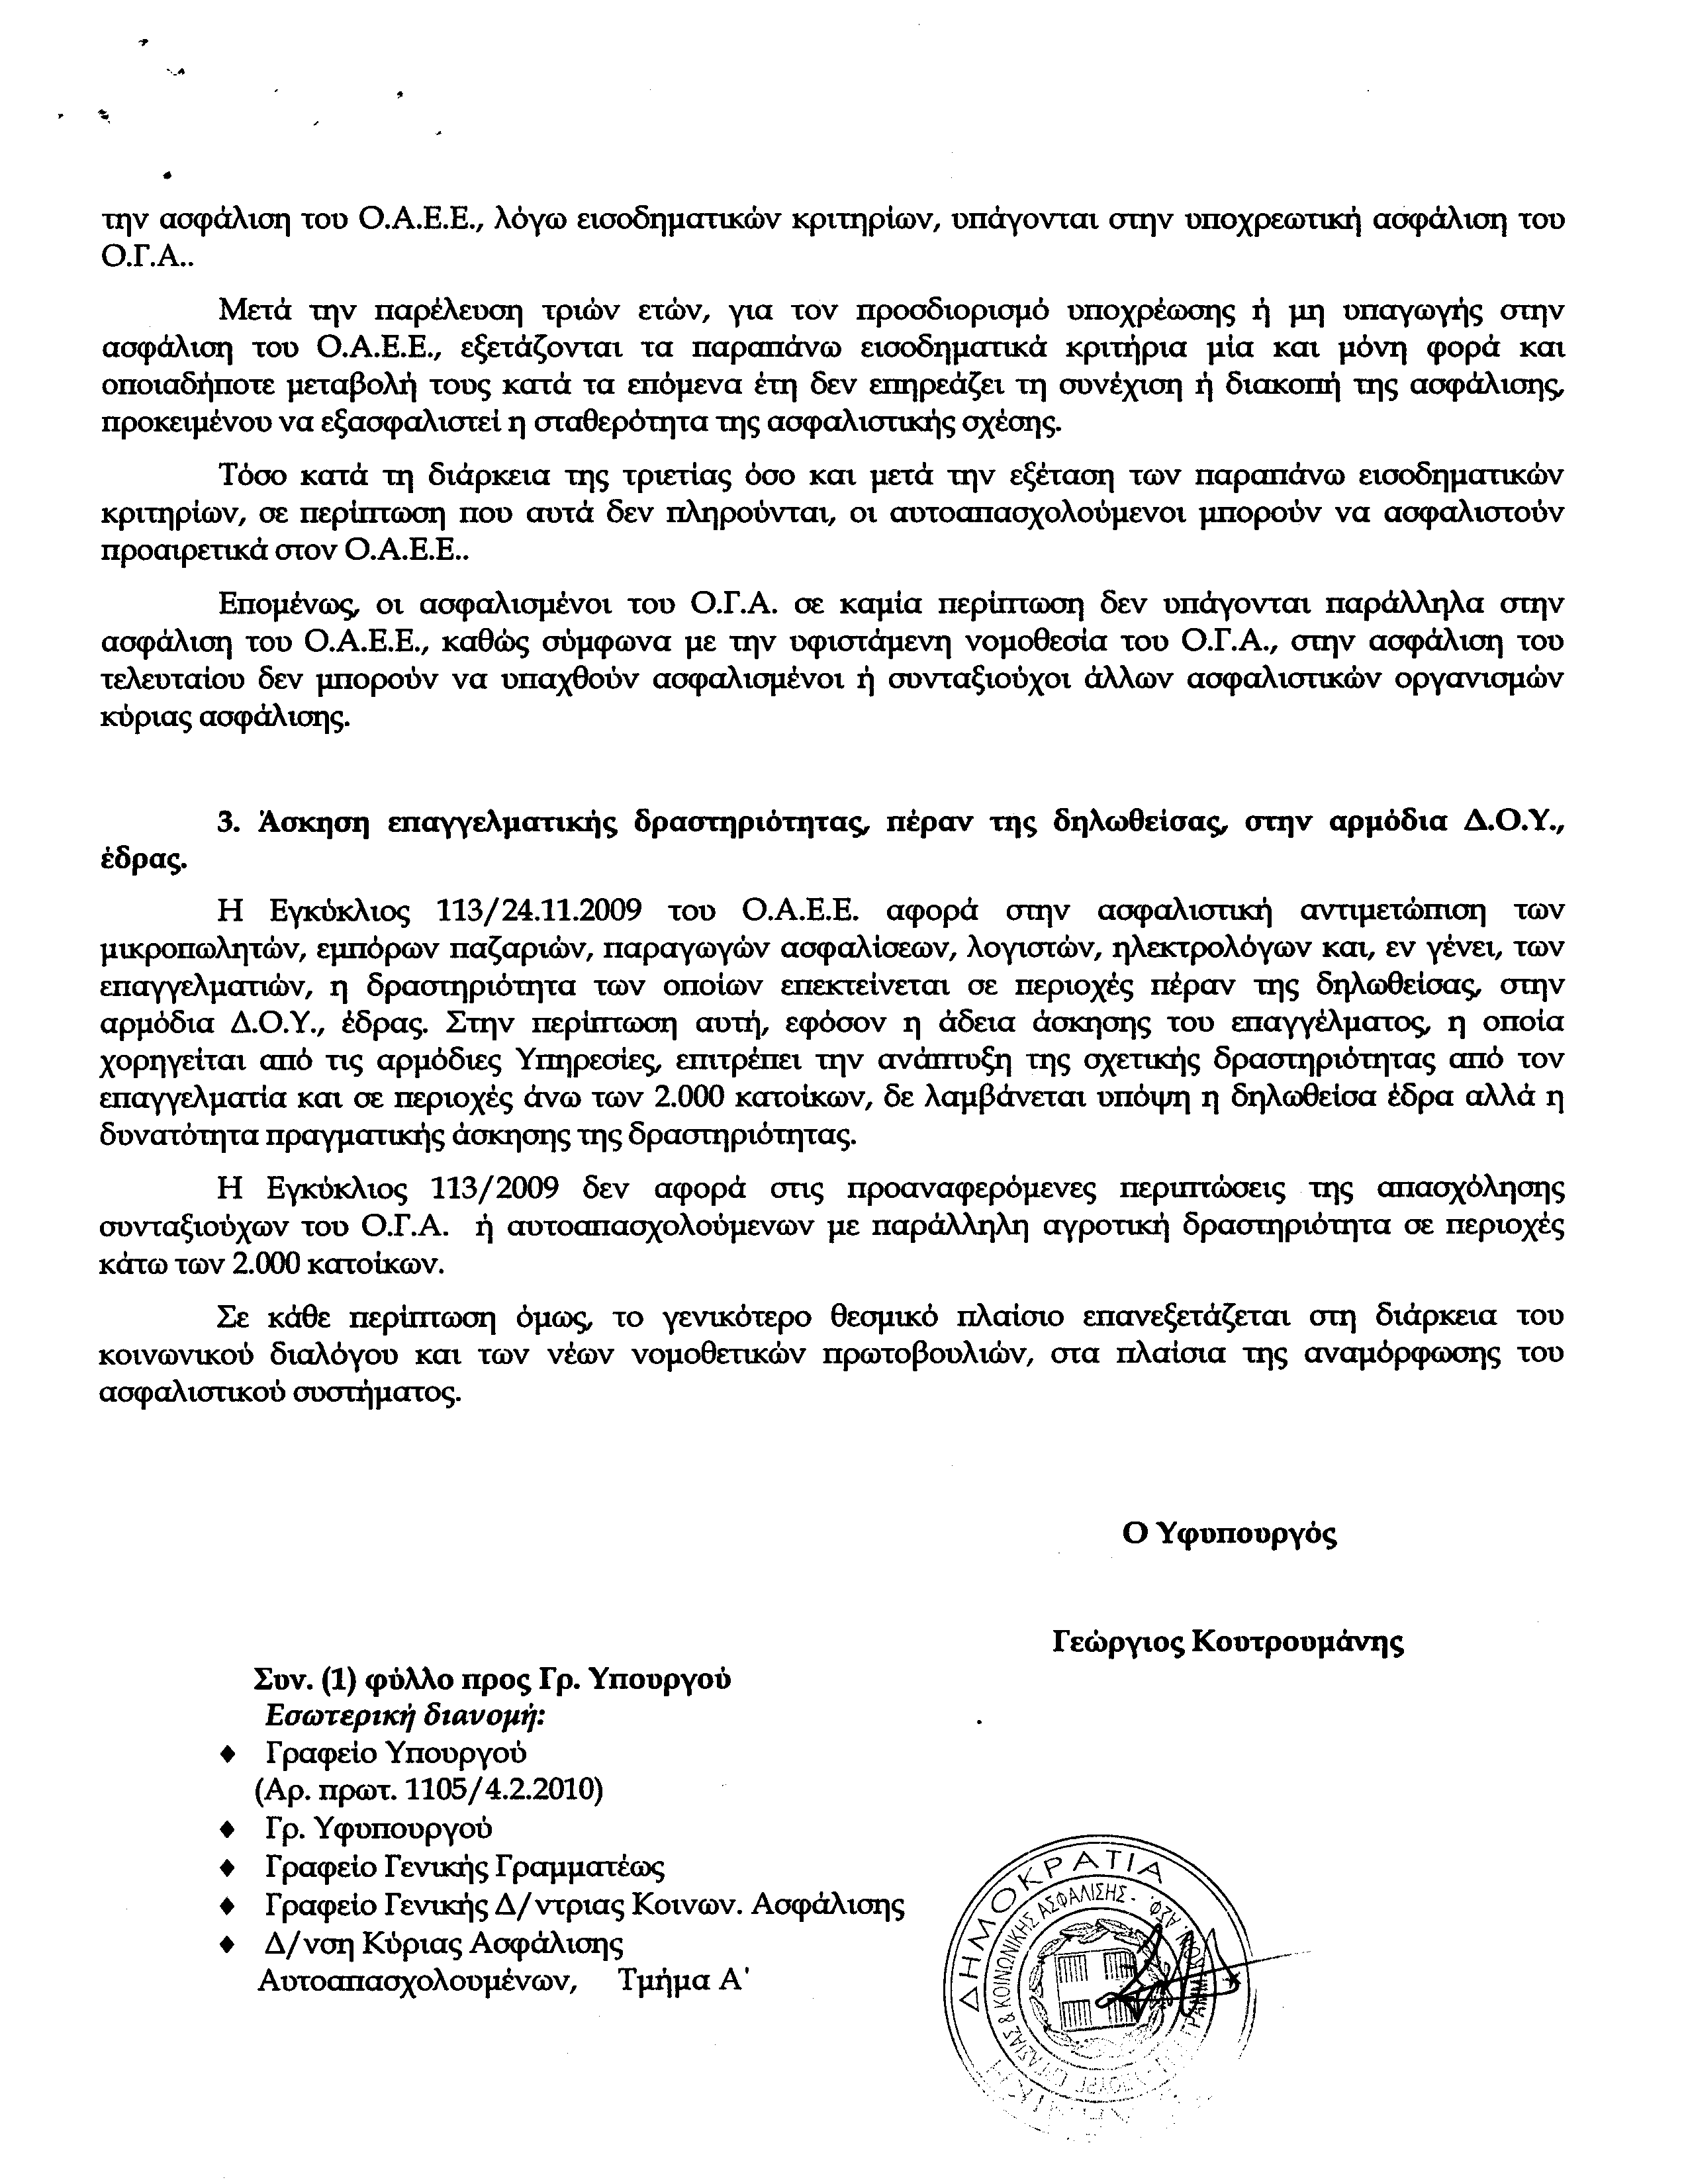 την ασφάλιση του Ο.Α.Ε.Ε., λόγω εισοδηματικών κριτηρίων, υπάγονται στην υποχρεωτική ασφάλιση του
Ο.Γ.Α..
Μετά την παρέλευση τριών ετών, για τον προσδιορισμό υποχρέωσης ή μη υπαγωγής στην
ασφάλιση του Ο.Α.Ε.Ε., εξετάζονται τα παραπάνω εισοδηματικά κριτήρια μία και μόνη φορά και
οποιαδήποτε μεταβολή τους κατά τα επόμενα έτη δεν επηρεάζει τη συνέχιση ή διακοπή της ασφάλισης,
προκειμένου να εξασφαλιστεί η σταθερότητα της ασφαλιστικής σχέσης.
Τόσο κατά τη διάρκεια της τριετίας όσο και μετά την εξέταση των παραπάνω εισοδηματικών
κριτηρίων, σε περίπτωση που αυτά δεν πληρούνται, οι αυτοαπασχολούμενοι μπορούν να ασφαλιστούν
προαιρετικά στον Ο.Α.Ε.Ε..
Επομένως, οι ασφαλισμένοι του Ο.Γ.Α. σε καμία περίπτωση δεν υπάγονται παράλληλα στην
ασφάλιση του Ο.Α.Ε.Ε., καθώς σύμφωνα με την υφιστάμενη νομοθεσία του Ο.Γ.Α., στην ασφάλιση του
τελευταίου δεν μπορούν να υπαχθούν ασφαλισμένοι ή συνταξιούχοι άλλων ασφαλιστικών οργανισμών
κύριας ασφάλισης.
3. Άσκηση επαγγελματικής δραστηριότητας, πέραν της δηλωθείσας, στην αρμόδια Δ.Ο.Υ.,
έδρας.
Η Εγκύκλιος 113/24.11.2009 του Ο.Α.Ε.Ε. αφορά στην ασφαλιστική αντιμετώπιση των
μικροπωλητών, εμπόρων παζαριών, παραγωγών ασφαλίσεων, λογιστών, ηλεκτρολόγων και, εν γένει, των
επαγγελματιών, η δραστηριότητα των οποίων επεκτείνεται σε περιοχές πέραν της δηλωθείσας, στην
αρμόδια Δ.Ο.Υ., έδρας. Στην περίπτωση αυτή, εφόσον η άδεια άσκησης του επαγγέλματος, η οποία
χορηγείται από τις αρμόδιες Υπηρεσίες, επιτρέπει την ανάπτυξη της σχετικής δραστηριότητας από τον
επαγγελματία και σε περιοχές άνω των 2.000 κατοίκων, δε λαμβάνεται υπόψη η δηλωθείσα έδρα αλλά η
δυνατότητα πραγματικής άσκησης της δραστηριότητας.
Η Εγκύκλιος 113/2009 δεν αφορά στις προαναφερόμενες περιπτώσεις της απασχόλησης
συνταξιούχων του Ο.Γ.Α. ή αυτοαπασχολούμενων με παράλληλη αγροτική δραστηριότητα σε περιοχές
κάτω των 2.000 κατοίκων.
Σε κάθε περίπτωση όμως, το γενικότερο θεσμικό πλαίσιο επανεξετάζεται στη διάρκεια του
κοινωνικού διαλόγου και των νέων νομοθετικών πρωτοβουλιών, στα πλαίσια της αναμόρφωσης του
ασφαλιστικού συστήματος.
Ο Υφυπουργός
Γεώργιος Κουτρουμάνης
Συν. (1) φύλλο προς Γρ. Υπουργού
Εσωτερική διανομή:
♦ Γραφείο Υπουργού
(Αρ. πρωτ. 1105/4.2.2010)
♦ Γρ. Υφυπουργού
♦ Γραφείο Γενικής Γραμματέως
♦ Γραφείο Γενικής Δ/ντριας Κοινων. Ασφάλισης
♦ Δ/νση Κύριας Ασφάλισης
Αυτοαπασχολουμένων, Τμήμα Α'
ΔΗΜΟΚΡΑΤΙΑ
& ΚΟΙΝΩΝΙΚΗΣ ΑΣΦΑΛΙΣΗΣ -